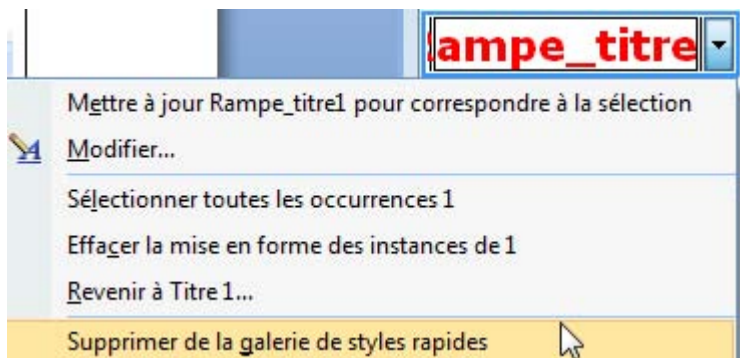 ampe_titre
Mettre à jour Rampe_titre1 pour correspondre à la sélection
Modifier...
Sélectionner toutes les occurrences 1
Effacer la mise en forme des instances de 1
Revenir à Titre 1...
Supprimer de la galerie de styles rapides